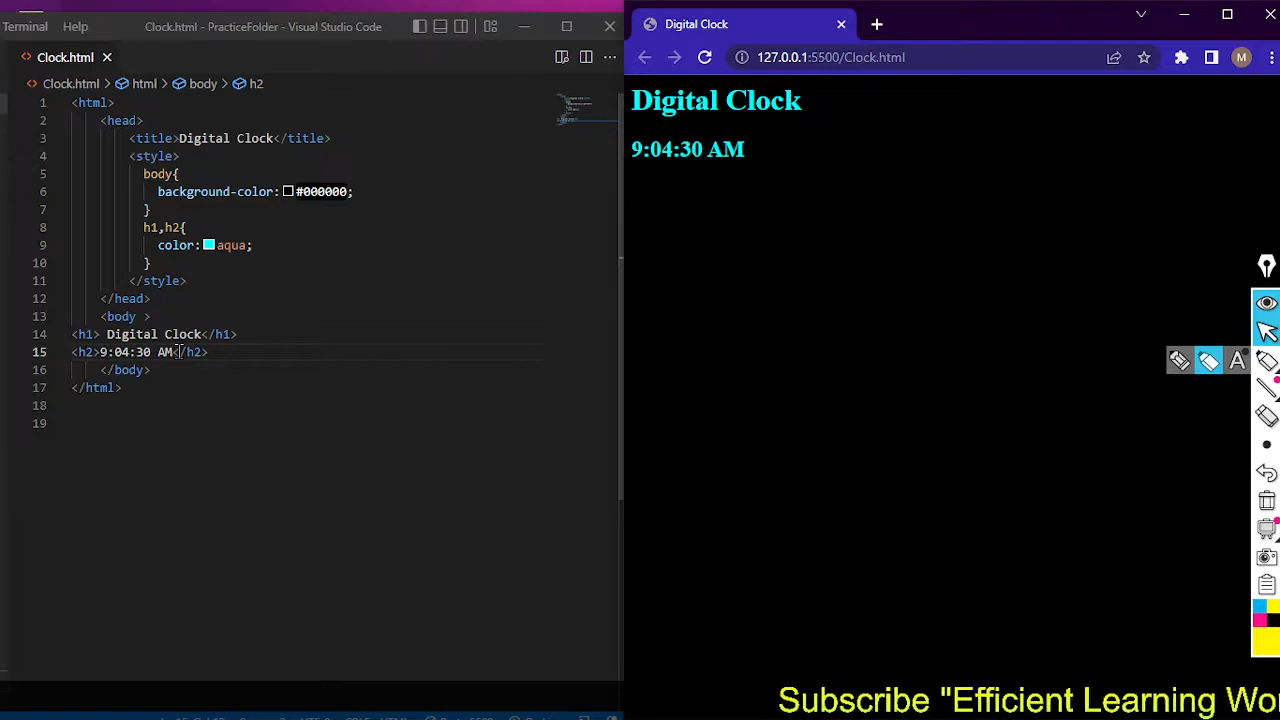 Terminal Help Clock.html - PracticeFolder - Visual Studio Code
Clock.html
Clock.html html body h2
1 <html>
2 <head>
3 <title>Digital Clock</title>
4 <style>
5 body{
6 background-color: #000000;
7 }
8 h1,h2{
9 color: aqua;
10 }
11 </style>
12 </head>
13 <body >
14 <h1> Digital Clock</h1>
15 <h2>9:04:30 AM</h2>
16 </body>
17 </html>
18
19
Digital Clock
127.0.0.1:5500/Clock.html
M
Digital Clock
9:04:30 AM
A
Subscribe "Efficient Learning Wo